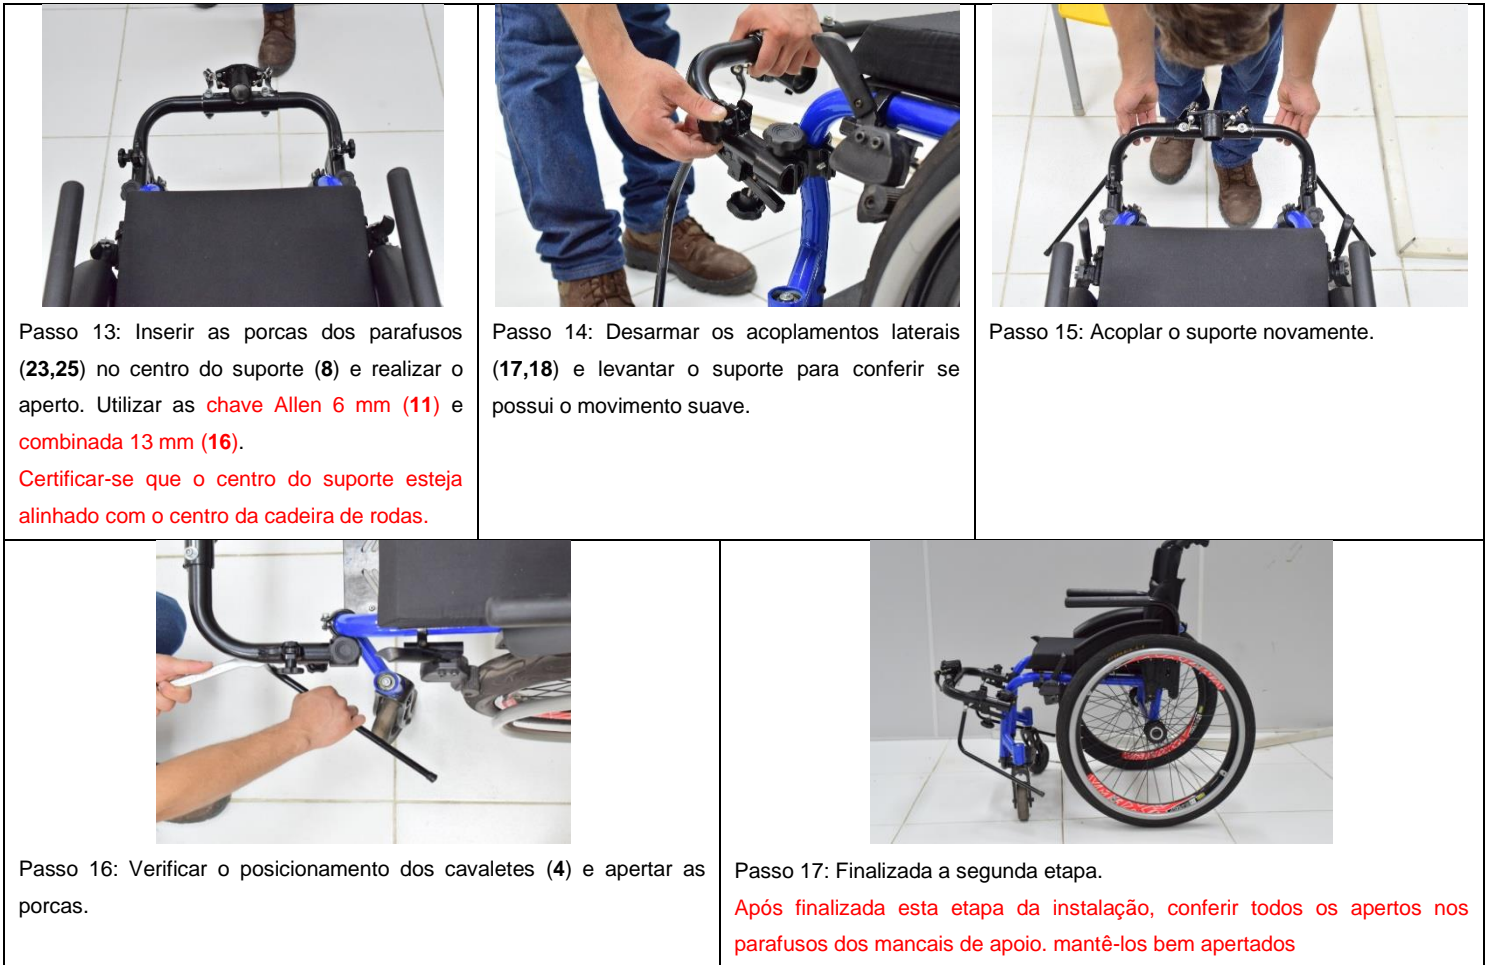 Passo 13: Inserir as porcas dos parafusos
(23,25) no centro do suporte (8) e realizar o
aperto. Utilizar as chave Allen 6 mm (11) e
combinada 13 mm (16).
Certificar-se que o centro do suporte esteja
alinhado com o centro da cadeira de rodas.
Passo 14: Desarmar os acoplamentos laterais
(17,18) e levantar o suporte para conferir se
possui o movimento suave.
Passo 15: Acoplar o suporte novamente.
Passo 16: Verificar o posicionamento dos cavaletes (4) e apertar as
porcas.
Passo 17: Finalizada a segunda etapa.
Após finalizada esta etapa da instalação, conferir todos os apertos nos
parafusos dos mancais de apoio. mantê-los bem apertados